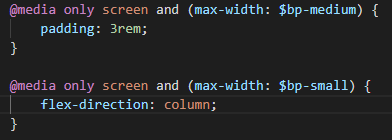 @media only screen and (max-width: $bp-medium) {
    padding: 3rem;
}

@media only screen and (max-width: $bp-small) {
    flex-direction: column;
}